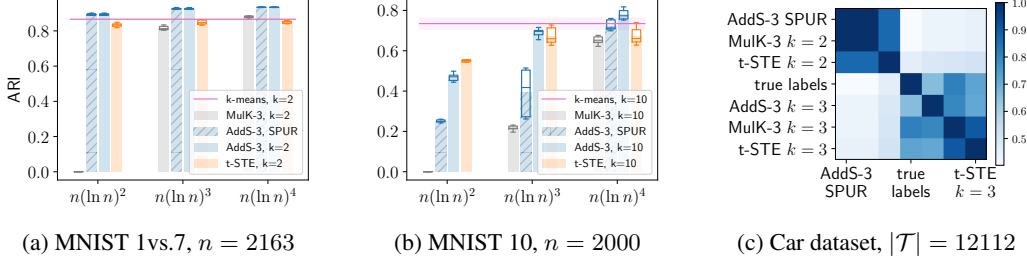 ARI
0.8
0.6
0.4
0.2
0.0
k-means, k=2
MulK-3, k=2
AddS-3, SPUR
AddS-3, k=2
t-STE, k=2
n(ln n)²
n(ln n)³
n(ln n)⁴
(a) MNIST 1vs.7, n = 2163
0.8
0.6
0.4
0.2
0.0
k-means, k=10
MulK-3, k=10
AddS-3, SPUR
AddS-3, k=10
t-STE, k=10
n(ln n)²
n(ln n)³
n(ln n)⁴
(b) MNIST 10, n = 2000
AddS-3 SPUR
MulK-3 k = 2
t-STE k = 2
true labels
AddS-3 k = 3
MulK-3 k = 3
t-STE k = 3
AddS-3 true t-STE
SPUR labels k = 3
1.0
0.9
0.8
0.7
0.6
0.5
(c) Car dataset, |𝒯| = 12112